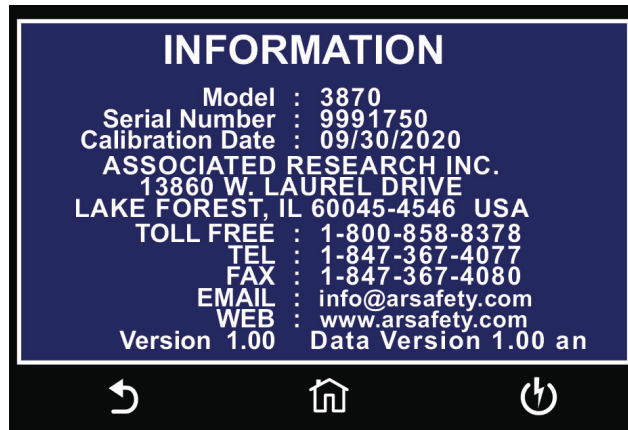 INFORMATION
Model : 3870
Serial Number : 9991750
Calibration Date : 09/30/2020
ASSOCIATED RESEARCH INC.
13860 W. LAUREL DRIVE
LAKE FOREST, IL 60045-4546 USA
TOLL FREE : 1-800-858-8378
TEL : 1-847-367-4077
FAX : 1-847-367-4080
EMAIL : info@arsafety.com
WEB : www.arsafety.com
Version 1.00 Data Version 1.00 an